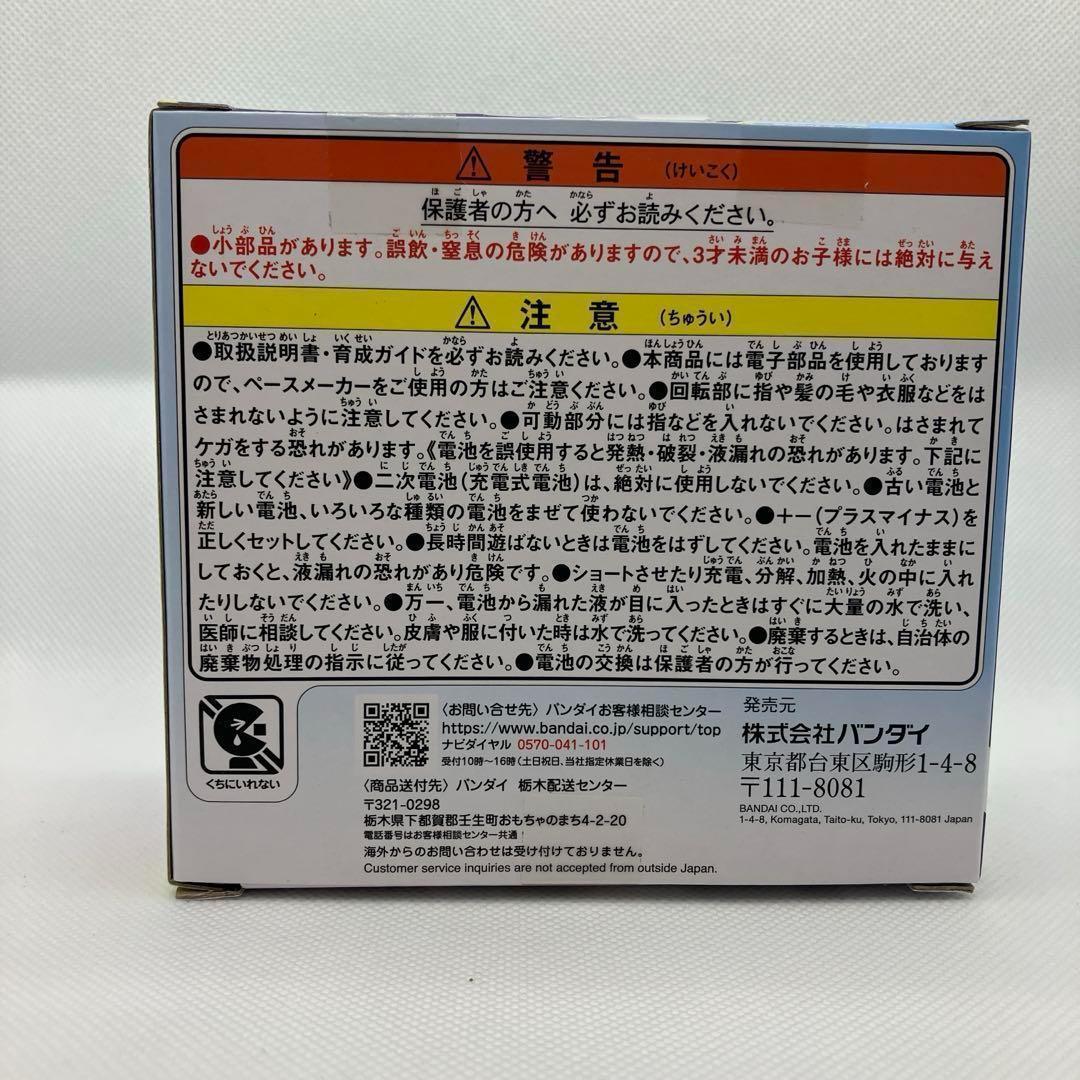 ⚠ 警告 (けいこく)
保護者の方へ 必ずお読みください。
●小部品があります。誤飲・窒息の危険がありますので、3才未満のお子様には絶対に与え
ないでください。
⚠ 注意 (ちゅうい)
●取扱説明書・育成ガイドを必ずお読みください。●本商品には電子部品を使用しております
ので、ペースメーカーをご使用の方はご注意ください。●回転部に指や髪の毛や衣服などをは
さまれないように注意してください。●可動部分には指などを入れないでください。はさまれて
ケガをする恐れがあります。《電池を誤使用すると発熱・破裂・液漏れの恐れがあります。下記に
注意してください》●二次電池(充電式電池)は、絶対に使用しないでください。●古い電池と
新しい電池、いろいろな種類の電池をまぜて使わないでください。●+−(プラスマイナス)を
正しくセットしてください。●長時間遊ばないときは電池をはずしてください。電池を入れたままに
しておくと、液漏れの恐れがあり危険です。●ショートさせたり充電、分解、加熱、火の中に入れ
たりしないでください。●万一、電池から漏れた液が目に入ったときはすぐに大量の水で洗い、
医師に相談してください。皮膚や服に付いた時は水で洗ってください。●廃棄するときは、自治体の
廃棄物処理の指示に従ってください。●電池の交換は保護者の方が行ってください。
くちにいれない
〈お問い合せ先〉バンダイお客様相談センター
https://www.bandai.co.jp/support/top
ナビダイヤル 0570-041-101
受付10時〜16時(土日祝日、当社指定休業日を除く)
〈商品送付先〉バンダイ 栃木配送センター
〒321-0298
栃木県下都賀郡壬生町おもちゃのまち4-2-20
電話番号はお客様相談センター共通
海外からのお問い合わせは受け付けておりません。
Customer service inquiries are not accepted from outside Japan.
発売元
株式会社バンダイ
東京都台東区駒形1-4-8
〒111-8081
BANDAI CO.,LTD.
1-4-8, Komagata, Taito-ku, Tokyo, 111-8081 Japan